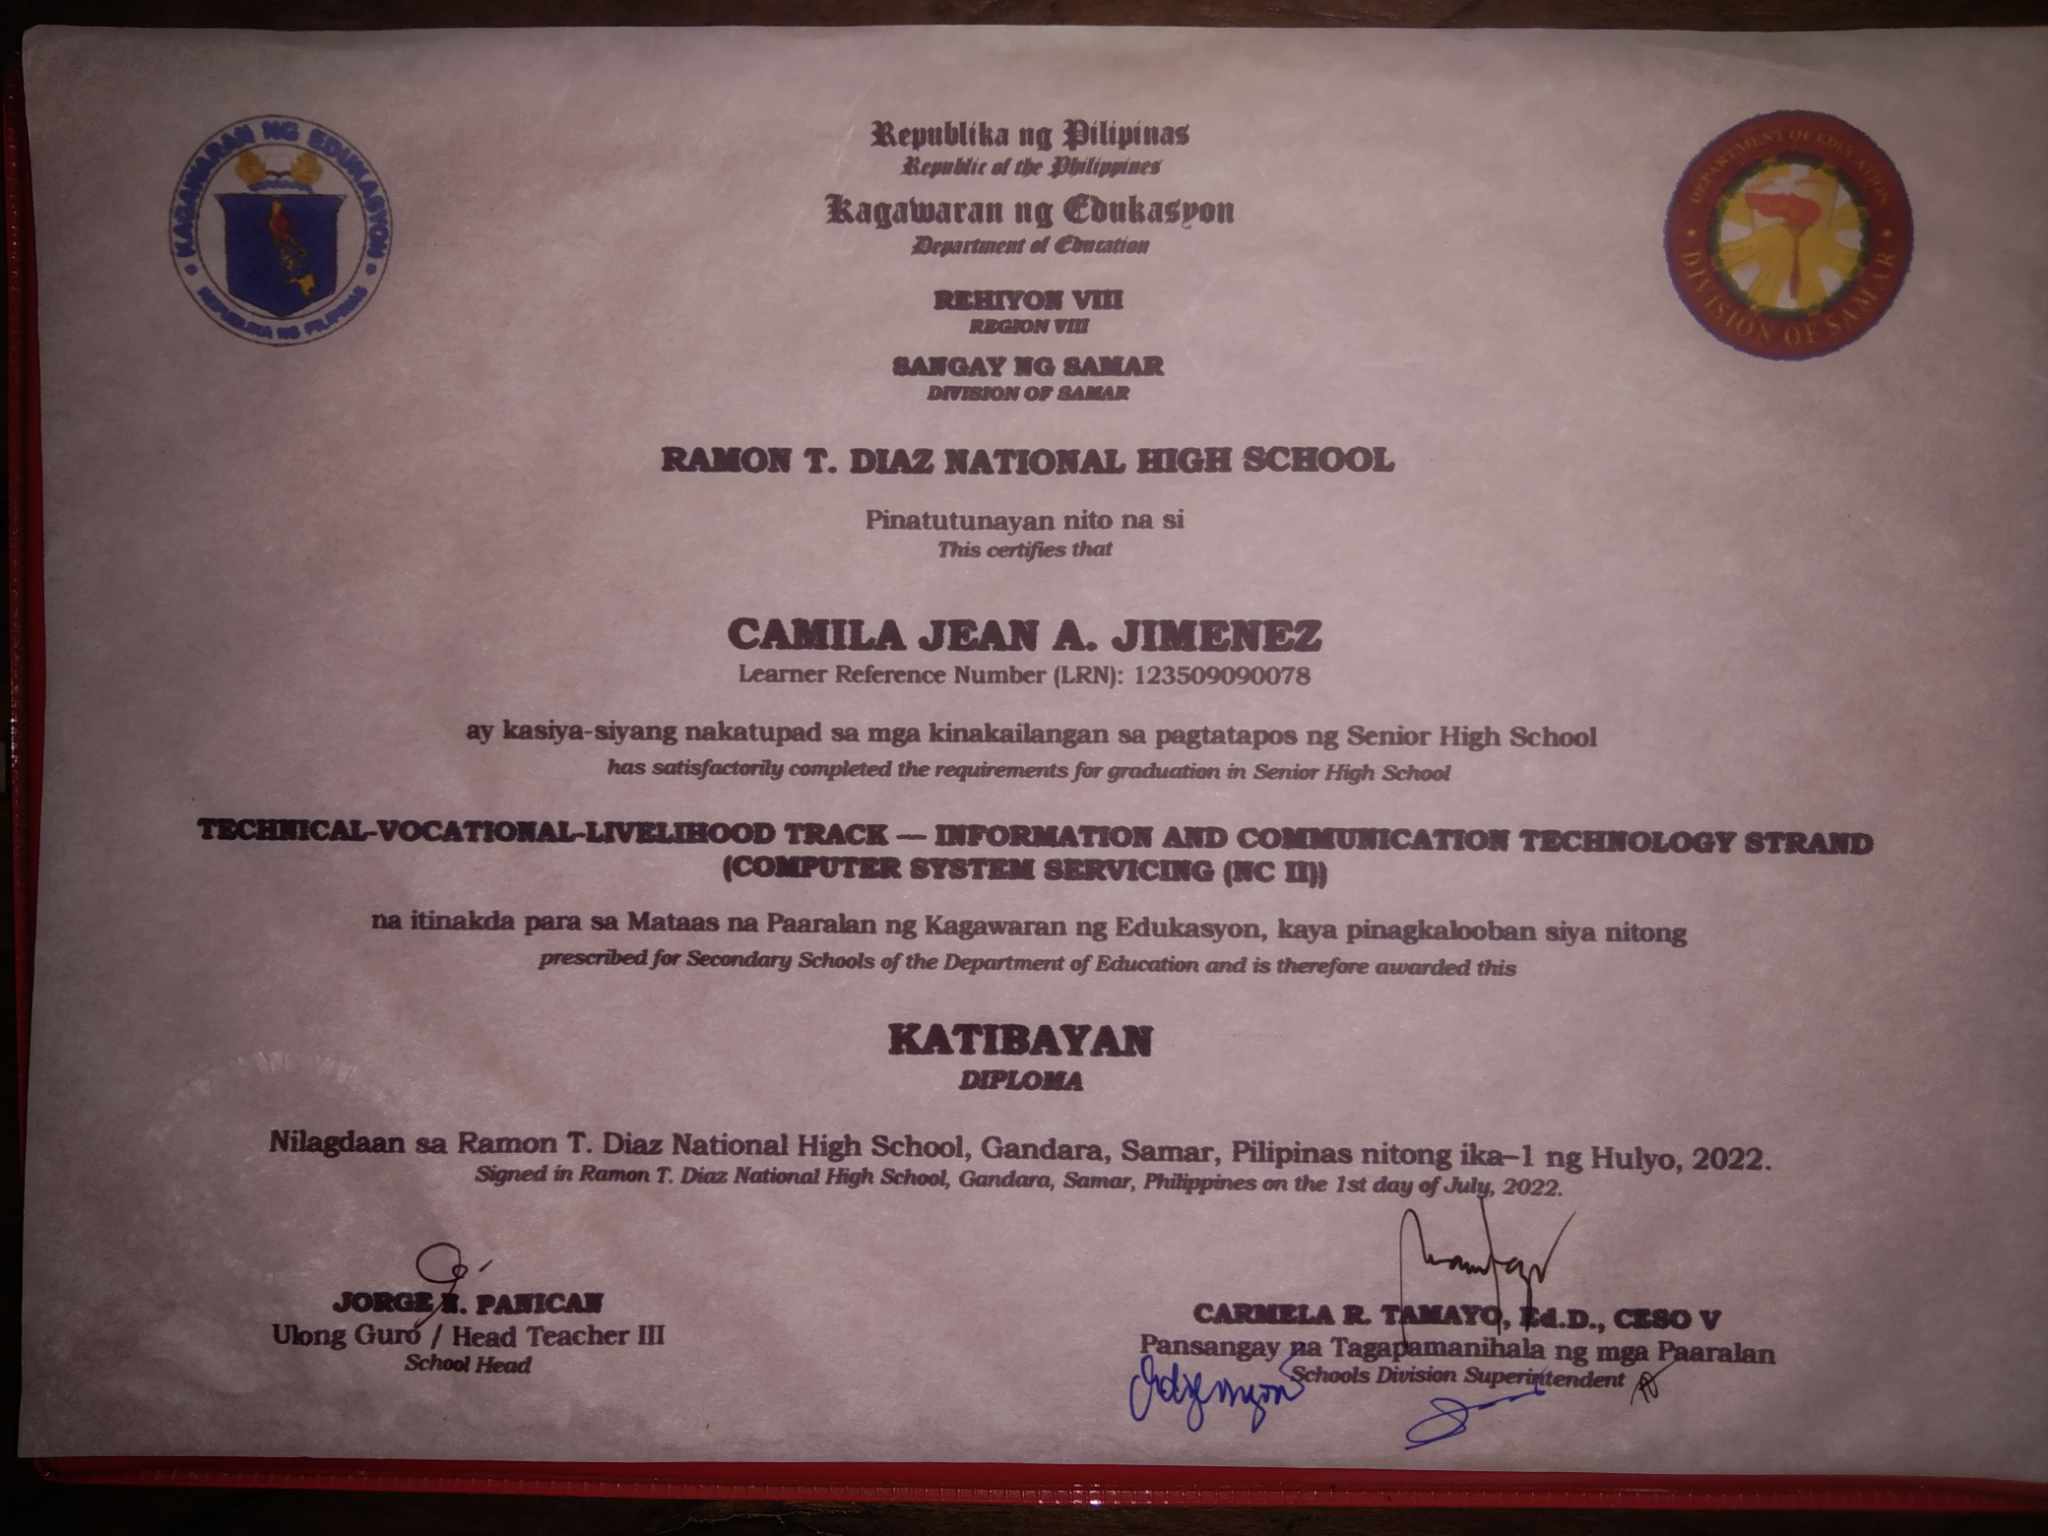 KAGAWARAN NG EDUKASYON
REPUBLIKA NG PILIPINAS
Republika ng Pilipinas
Republic of the Philippines
Kagawaran ng Edukasyon
Department of Education
REHIYON VIII
REGION VIII
SANGAY NG SAMAR
DIVISION OF SAMAR
DEPARTMENT OF EDUCATION
DIVISION OF SAMAR
RAMON T. DIAZ NATIONAL HIGH SCHOOL
Pinatutunayan nito na si
This certifies that
CAMILA JEAN A. JIMENEZ
Learner Reference Number (LRN): 123509090078
ay kasiya-siyang nakatupad sa mga kinakailangan sa pagtatapos ng Senior High School
has satisfactorily completed the requirements for graduation in Senior High School
TECHNICAL-VOCATIONAL-LIVELIHOOD TRACK — INFORMATION AND COMMUNICATION TECHNOLOGY STRAND
(COMPUTER SYSTEM SERVICING (NC II))
na itinakda para sa Mataas na Paaralan ng Kagawaran ng Edukasyon, kaya pinagkalooban siya nitong
prescribed for Secondary Schools of the Department of Education and is therefore awarded this
KATIBAYAN
DIPLOMA
Nilagdaan sa Ramon T. Diaz National High School, Gandara, Samar, Pilipinas nitong ika–1 ng Hulyo, 2022.
Signed in Ramon T. Diaz National High School, Gandara, Samar, Philippines on the 1st day of July, 2022.
JORGE N. PANICAN
Ulong Guro / Head Teacher III
School Head
CARMELA R. TAMAYO, Ed.D., CESO V
Pansangay na Tagapamanihala ng mga Paaralan
Schools Division Superintendent